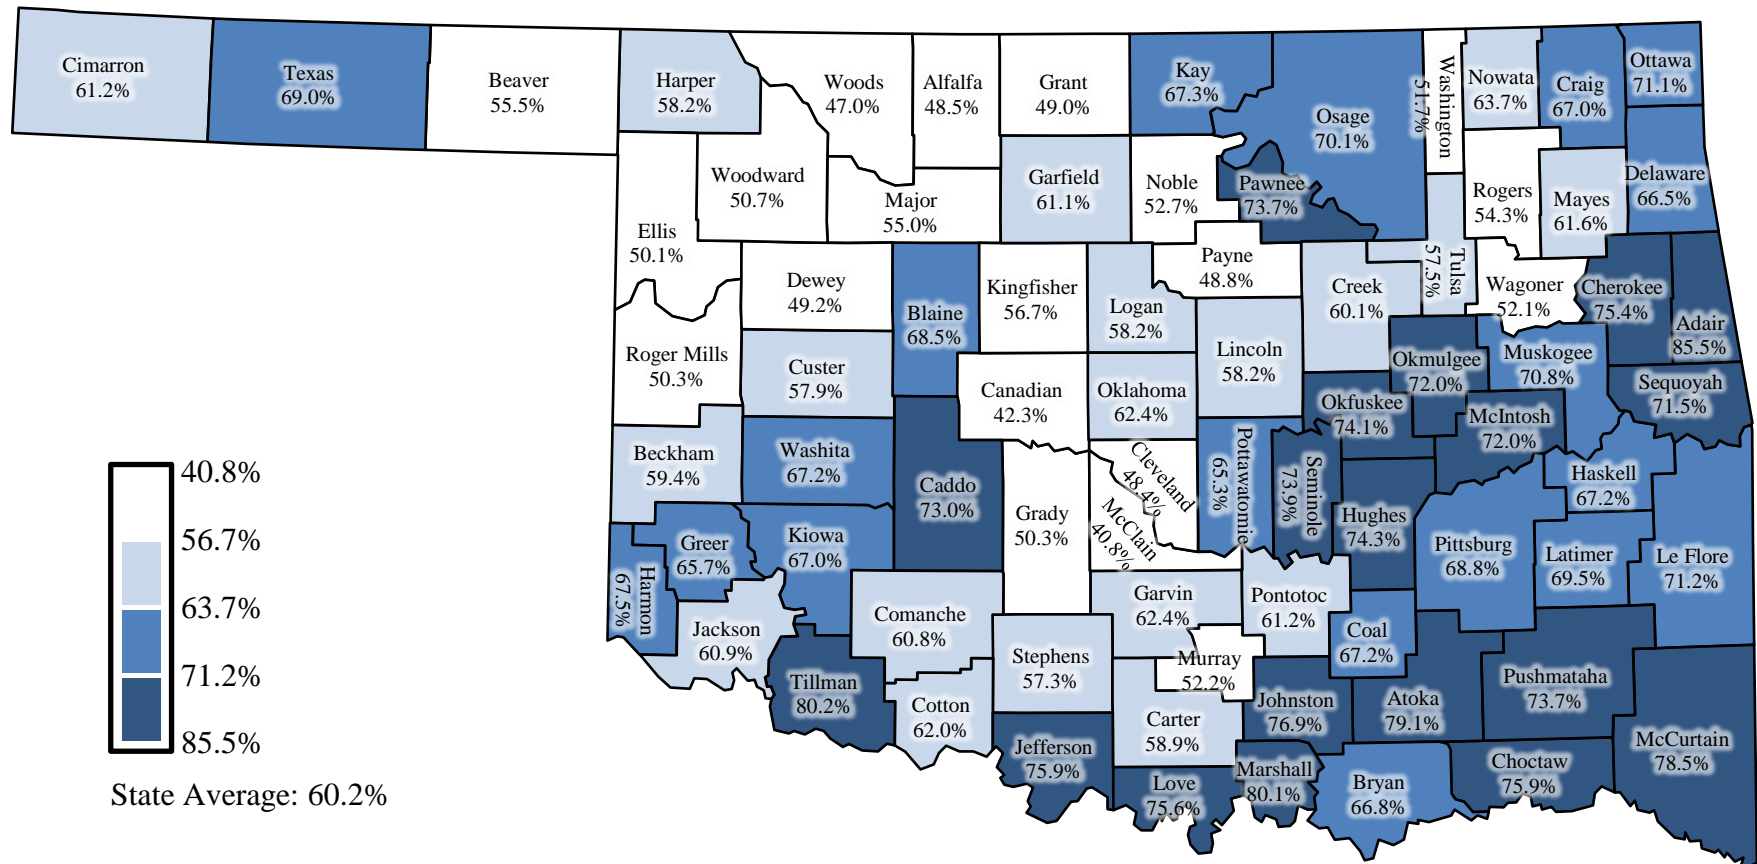 Cimarron
61.2%
Texas
69.0%
Beaver
55.5%
Harper
58.2%
Woods
47.0%
Alfalfa
48.5%
Grant
49.0%
Kay
67.3%
Osage
70.1%
Washington
51.7%
Nowata
63.7%
Craig
67.0%
Ottawa
71.1%
Woodward
50.7%
Major
55.0%
Garfield
61.1%
Noble
52.7%
Pawnee
73.7%
Rogers
54.3%
Mayes
61.6%
Delaware
66.5%
Ellis
50.1%
Dewey
49.2%
Blaine
68.5%
Kingfisher
56.7%
Logan
58.2%
Payne
48.8%
Creek
60.1%
Tulsa
57.5%
Wagoner
52.1%
Cherokee
75.4%
Adair
85.5%
Roger Mills
50.3%
Custer
57.9%
Canadian
42.3%
Oklahoma
62.4%
Lincoln
58.2%
Okmulgee
72.0%
Muskogee
70.8%
Sequoyah
71.5%
Okfuskee
74.1%
McIntosh
72.0%
Beckham
59.4%
Washita
67.2%
Caddo
73.0%
Grady
50.3%
Cleveland
48.4%
McClain
40.8%
Pottawatomie
65.3%
Seminole
73.9%
Hughes
74.3%
Haskell
67.2%
Pittsburg
68.8%
Latimer
69.5%
Le Flore
71.2%
Harmon
67.5%
Greer
65.7%
Kiowa
67.0%
Jackson
60.9%
Comanche
60.8%
Garvin
62.4%
Pontotoc
61.2%
Coal
67.2%
Tillman
80.2%
Cotton
62.0%
Stephens
57.3%
Murray
52.2%
Carter
58.9%
Johnston
76.9%
Atoka
79.1%
Pushmataha
73.7%
McCurtain
78.5%
Jefferson
75.9%
Love
75.6%
Marshall
80.1%
Bryan
66.8%
Choctaw
75.9%
40.8%
56.7%
63.7%
71.2%
85.5%
State Average: 60.2%